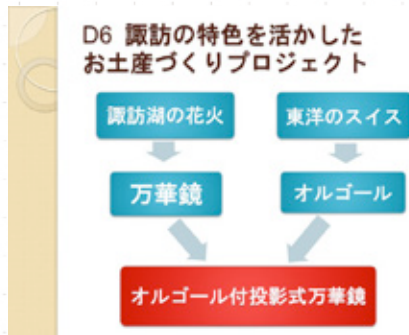 D6 諏訪の特色を活かした
お土産づくりプロジェクト
諏訪湖の花火
東洋のスイス
万華鏡
オルゴール
オルゴール付投影式万華鏡